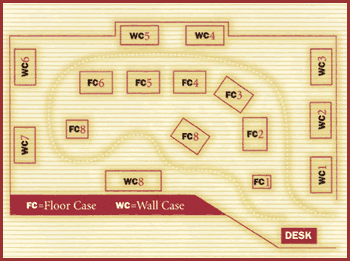 WC5 WC4
WC6 WC3
FC6 FC5 FC4
FC3
WC2
FC8 FC8 FC2
WC7
WC8 FC1 WC1
FC=Floor Case WC=Wall Case
DESK